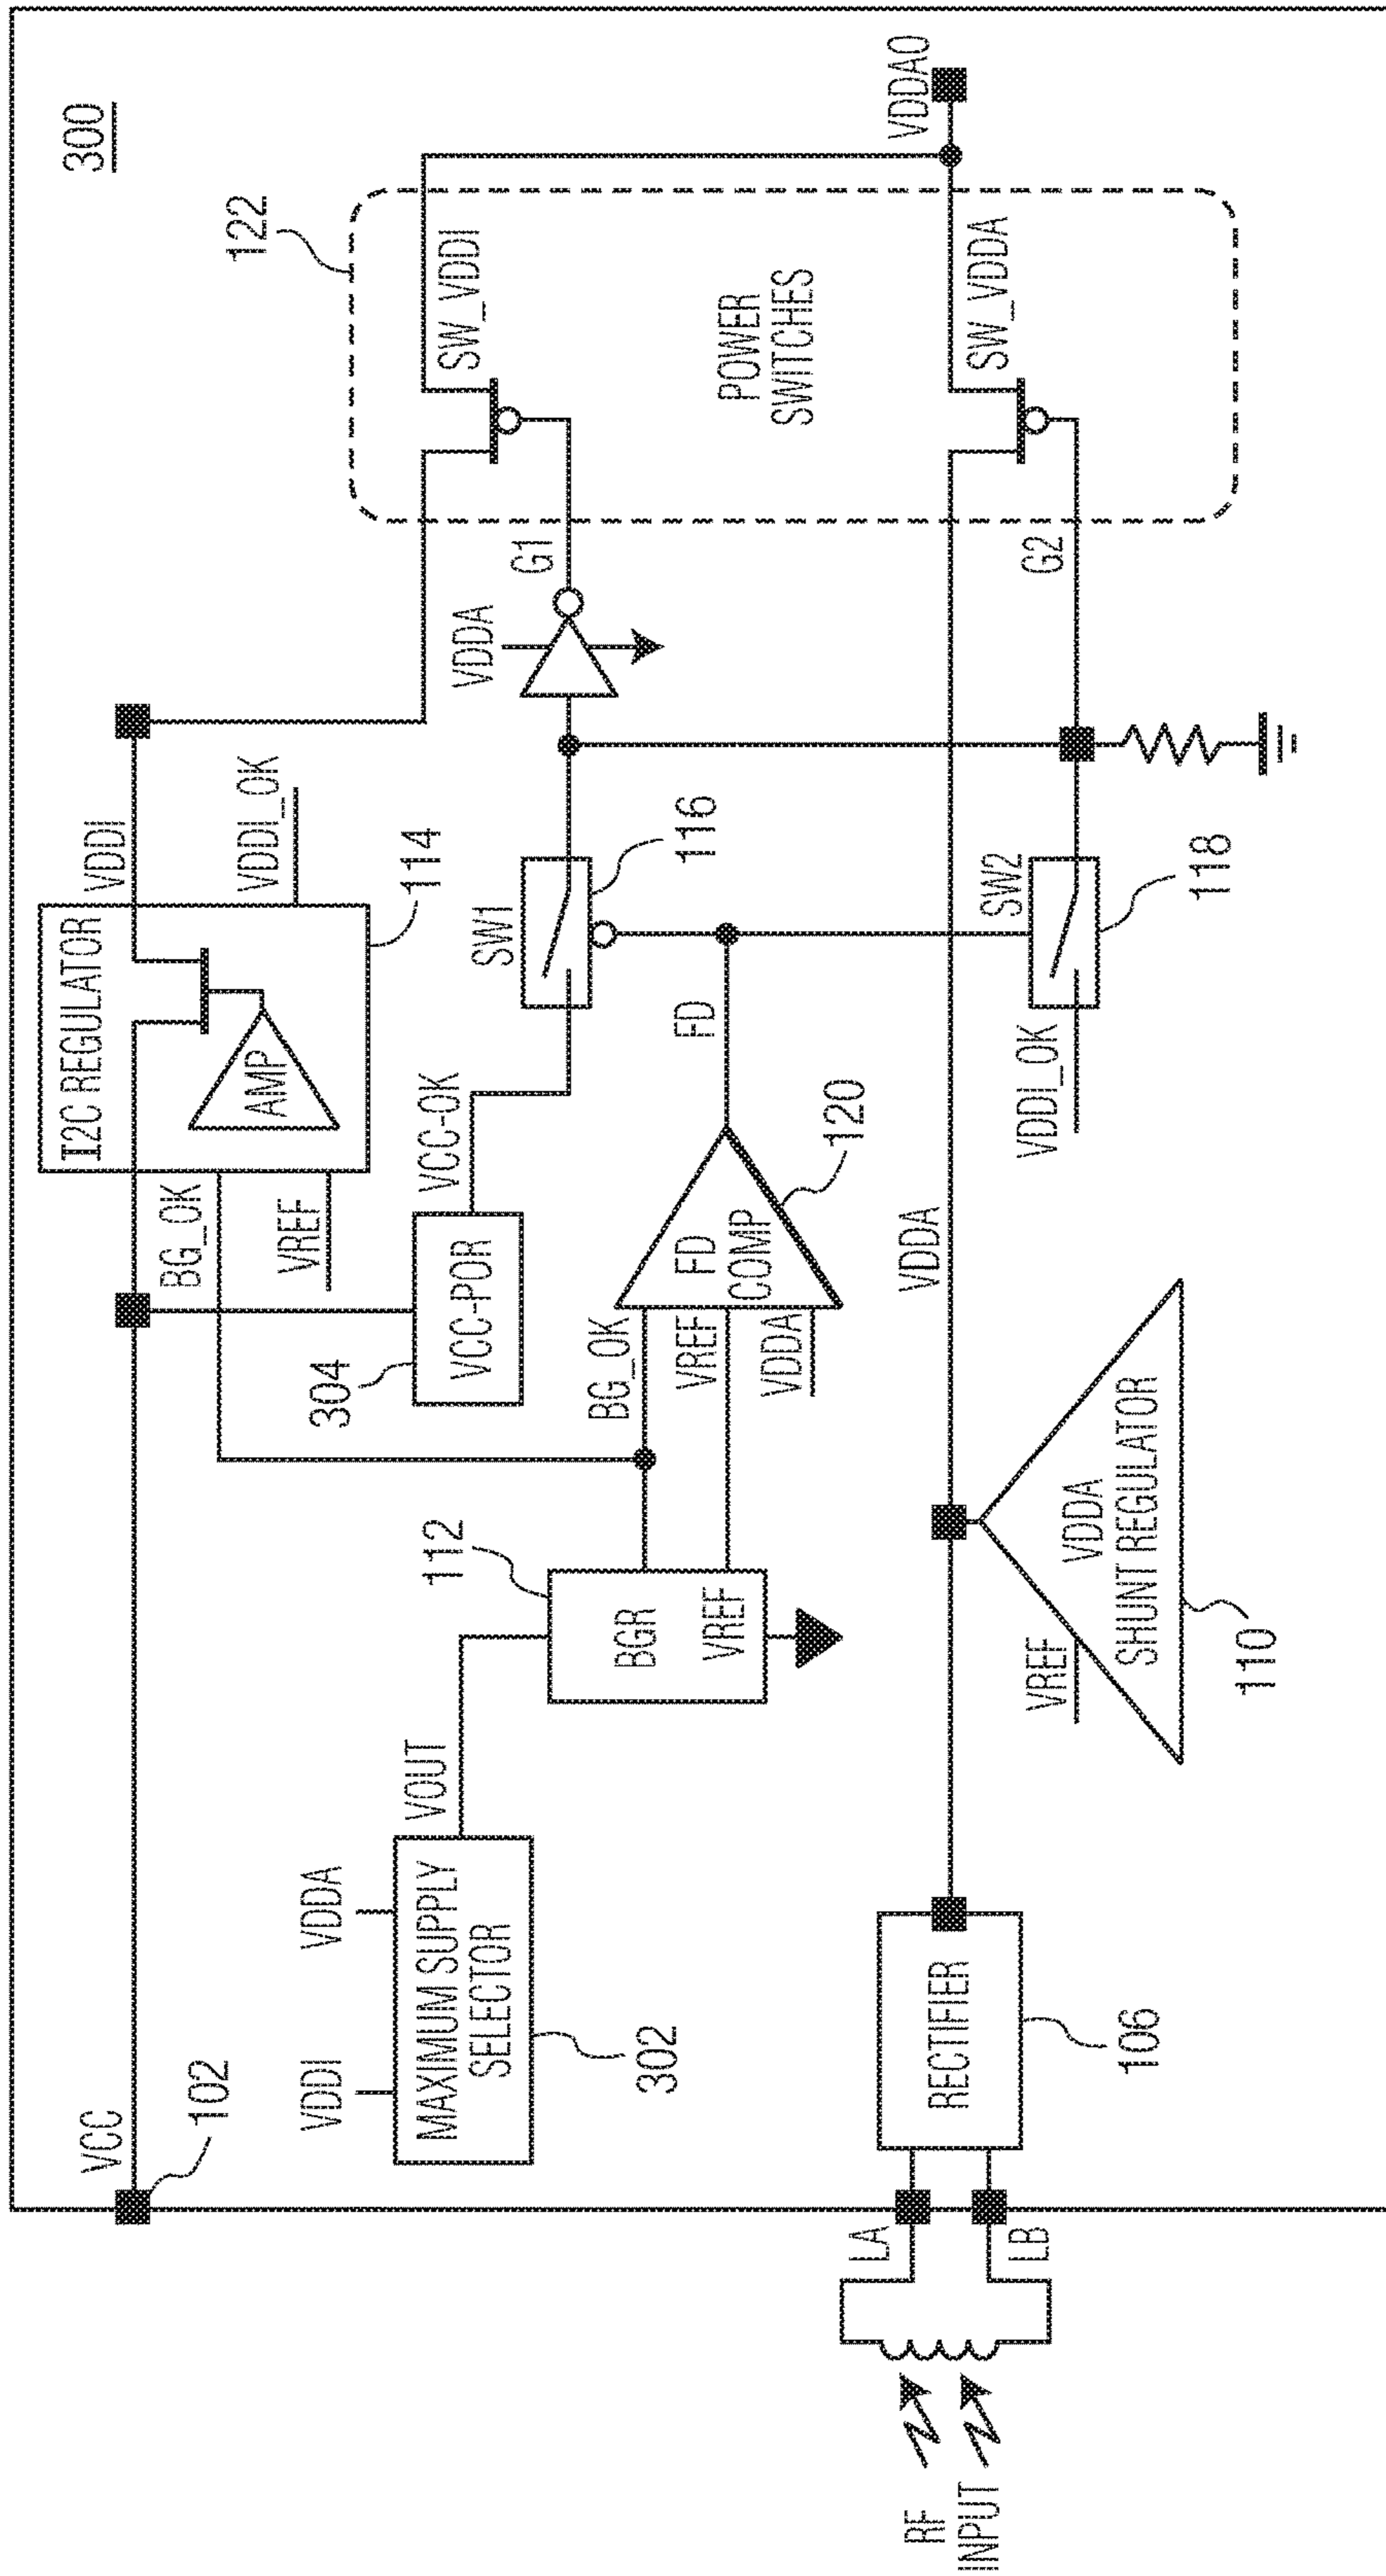 300
122
VCC
102
VDDI
VDDA
MAXIMUM SUPPLY
SELECTOR
302
VOUT
112
BGR
VREF
304
VCC-POR
VCC-OK
BG_OK
VREF
I2C REGULATOR
AMP
VDDI
VDDI_OK
114
BG_OK
VREF
VDDA
FD
COMP
120
FD
SW1
116
VDDA
G1
SW_VDDI
POWER
SWITCHES
SW_VDDA
VDDAO
VDDI_OK
SW2
118
G2
VDDA
RF
INPUT
LA
LB
RECTIFIER
106
VREF
VDDA
SHUNT REGULATOR
110